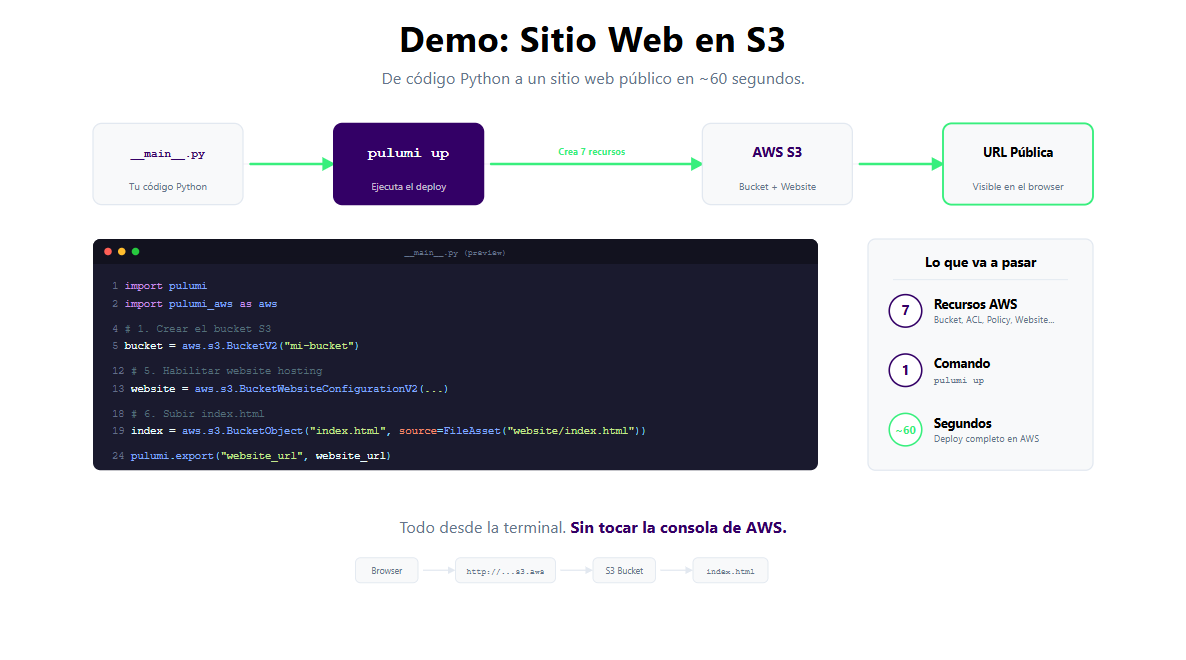 Demo: Sitio Web en S3
De código Python a un sitio web público en ~60 segundos.
__main__.py
Tu código Python
pulumi up
Ejecuta el deploy
Crea 7 recursos
AWS S3
Bucket + Website
URL Pública
Visible en el browser
__main__.py (preview)
1 import pulumi
2 import pulumi_aws as aws
4 # 1. Crear el bucket S3
5 bucket = aws.s3.BucketV2("mi-bucket")
12 # 5. Habilitar website hosting
13 website = aws.s3.BucketWebsiteConfigurationV2(...)
18 # 6. Subir index.html
19 index = aws.s3.BucketObject("index.html", source=FileAsset("website/index.html"))
24 pulumi.export("website_url", website_url)
Lo que va a pasar
7
Recursos AWS
Bucket, ACL, Policy, Website...
1
Comando
pulumi up
~60
Segundos
Deploy completo en AWS
Todo desde la terminal. Sin tocar la consola de AWS.
Browser
http://...s3.aws
S3 Bucket
index.html